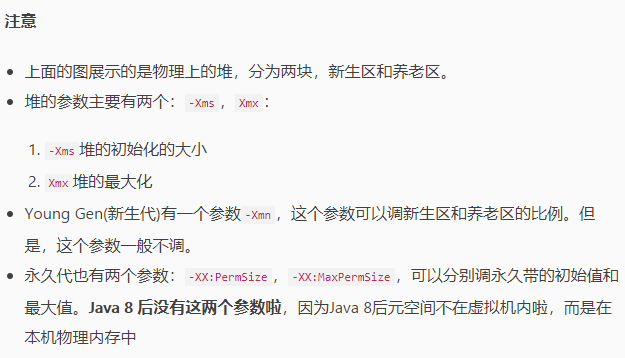 注意
上面的图展示的是物理上的堆，分为两块，新生区和养老区。
堆的参数主要有两个：-Xms，Xmx：
1. -Xms 堆的初始化的大小
2. Xmx 堆的最大化
Young Gen(新生代)有一个参数-Xmn，这个参数可以调新生区和养老区的比例。但
是，这个参数一般不调。
永久代也有两个参数：-XX:PermSize，-XX:MaxPermSize，可以分别调永久带的初始值和
最大值。Java 8 后没有这两个参数啦，因为Java 8后元空间不在虚拟机内啦，而是在
本机物理内存中